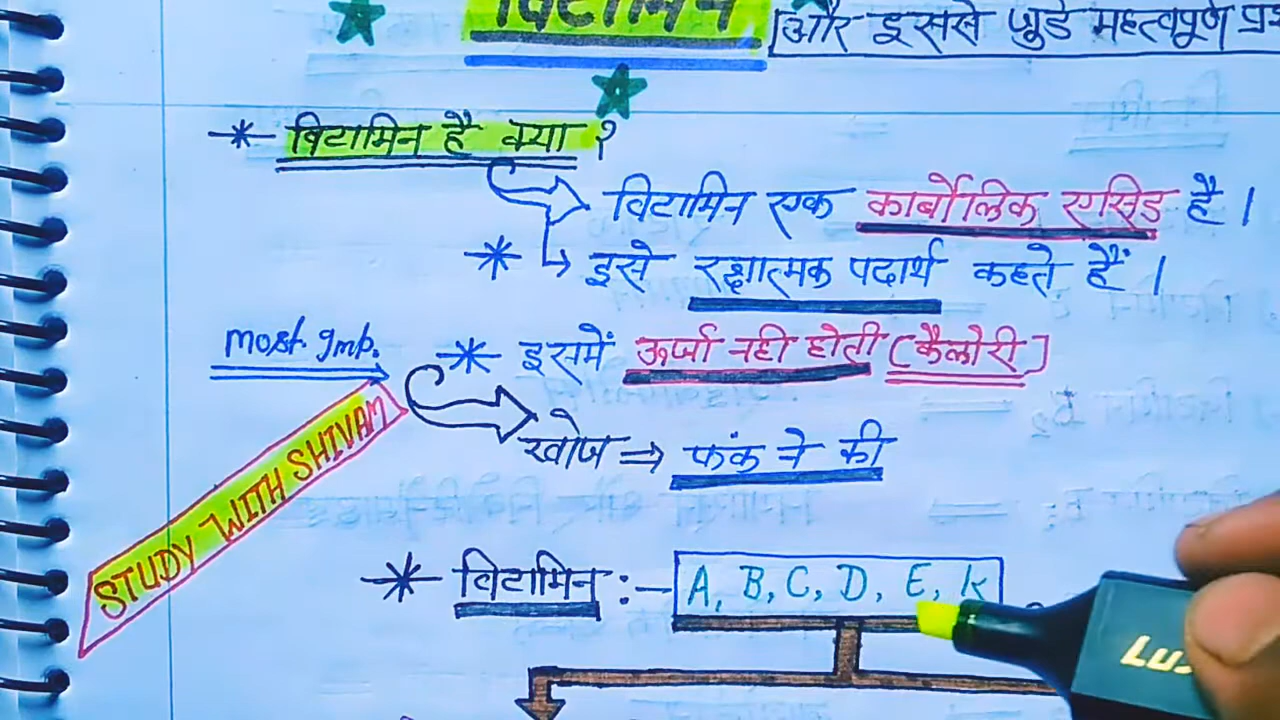 विटामिन
और इससे जुडे महत्वपूर्ण
विटामिन है क्या ?
विटामिन एक कार्बोलिक एसिड है ।
इसे रक्षात्मक पदार्थ कहते हैं ।
most Imp.
इसमें ऊर्जा नही होती (कैलोरी)
खोज ⇒ फंक ने की
STUDY WITH SHIVAM
विटामिन :- A, B, C, D, E, K